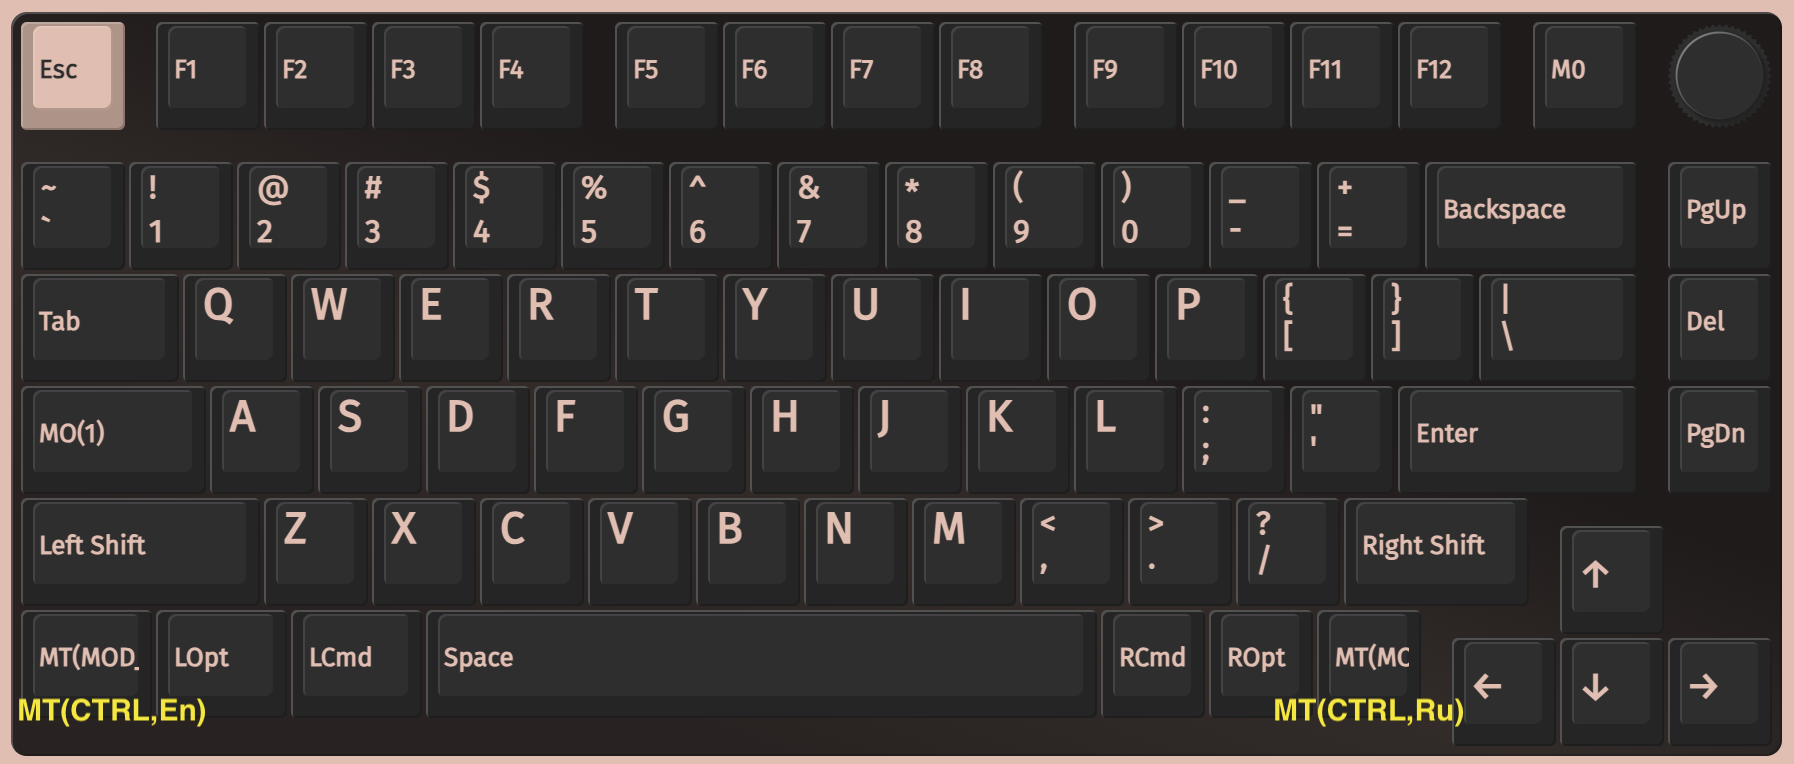 Esc F1 F2 F3 F4 F5 F6 F7 F8 F9 F10 F11 F12 M0
~ ! @ # $ % ^ & * ( ) _ +
` 1 2 3 4 5 6 7 8 9 0 - = Backspace PgUp
Q W E R T Y U I O P { } |
Tab [ ] \ Del
A S D F G H J K L : "
MO(1) ; ' Enter PgDn
Z X C V B N M < > ?
Left Shift , . / Right Shift
↑
MT(MOD_ LOpt LCmd Space RCmd ROpt MT(MC
← ↓ →
MT(CTRL,En) MT(CTRL,Ru)